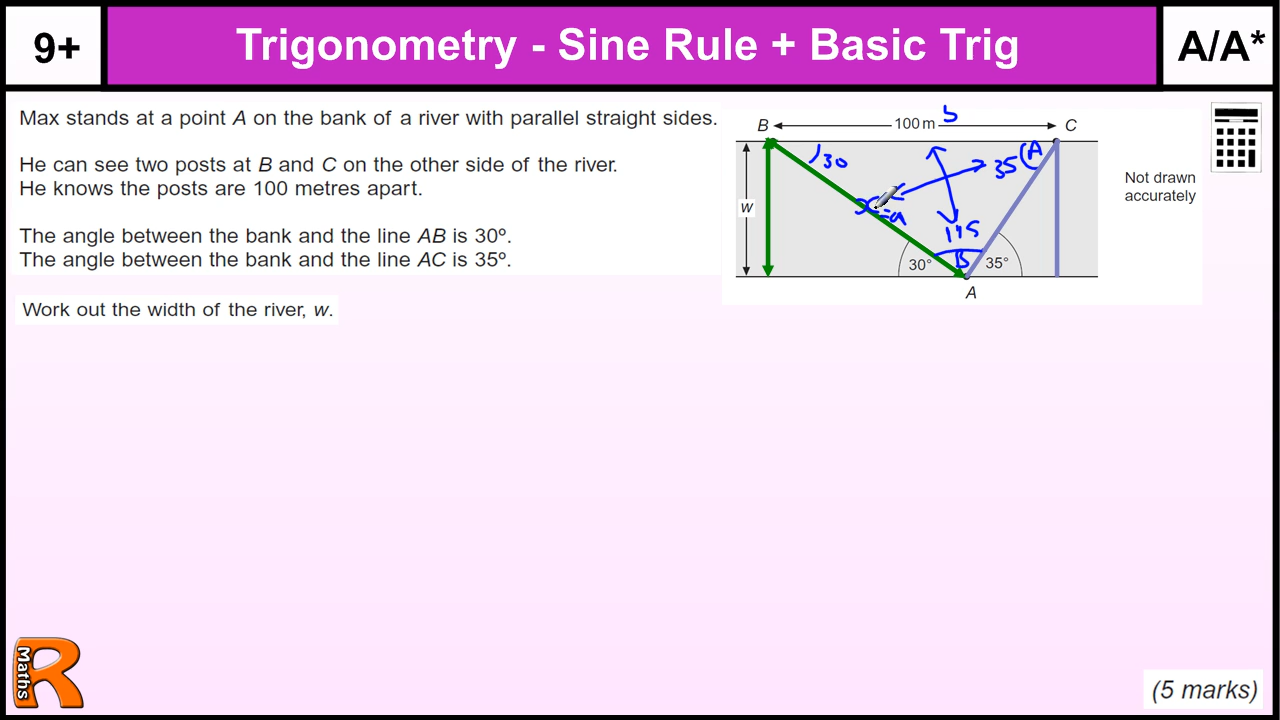 9+
Trigonometry - Sine Rule + Basic Trig
A/A*
Max stands at a point A on the bank of a river with parallel straight sides.
He can see two posts at B and C on the other side of the river.
He knows the posts are 100 metres apart.
The angle between the bank and the line AB is 30º.
The angle between the bank and the line AC is 35º.
Work out the width of the river, w.
B
100 m
b
C
30
35
A
w
x=a
115
B
30°
35°
A
Not drawn
accurately
R
Maths
(5 marks)